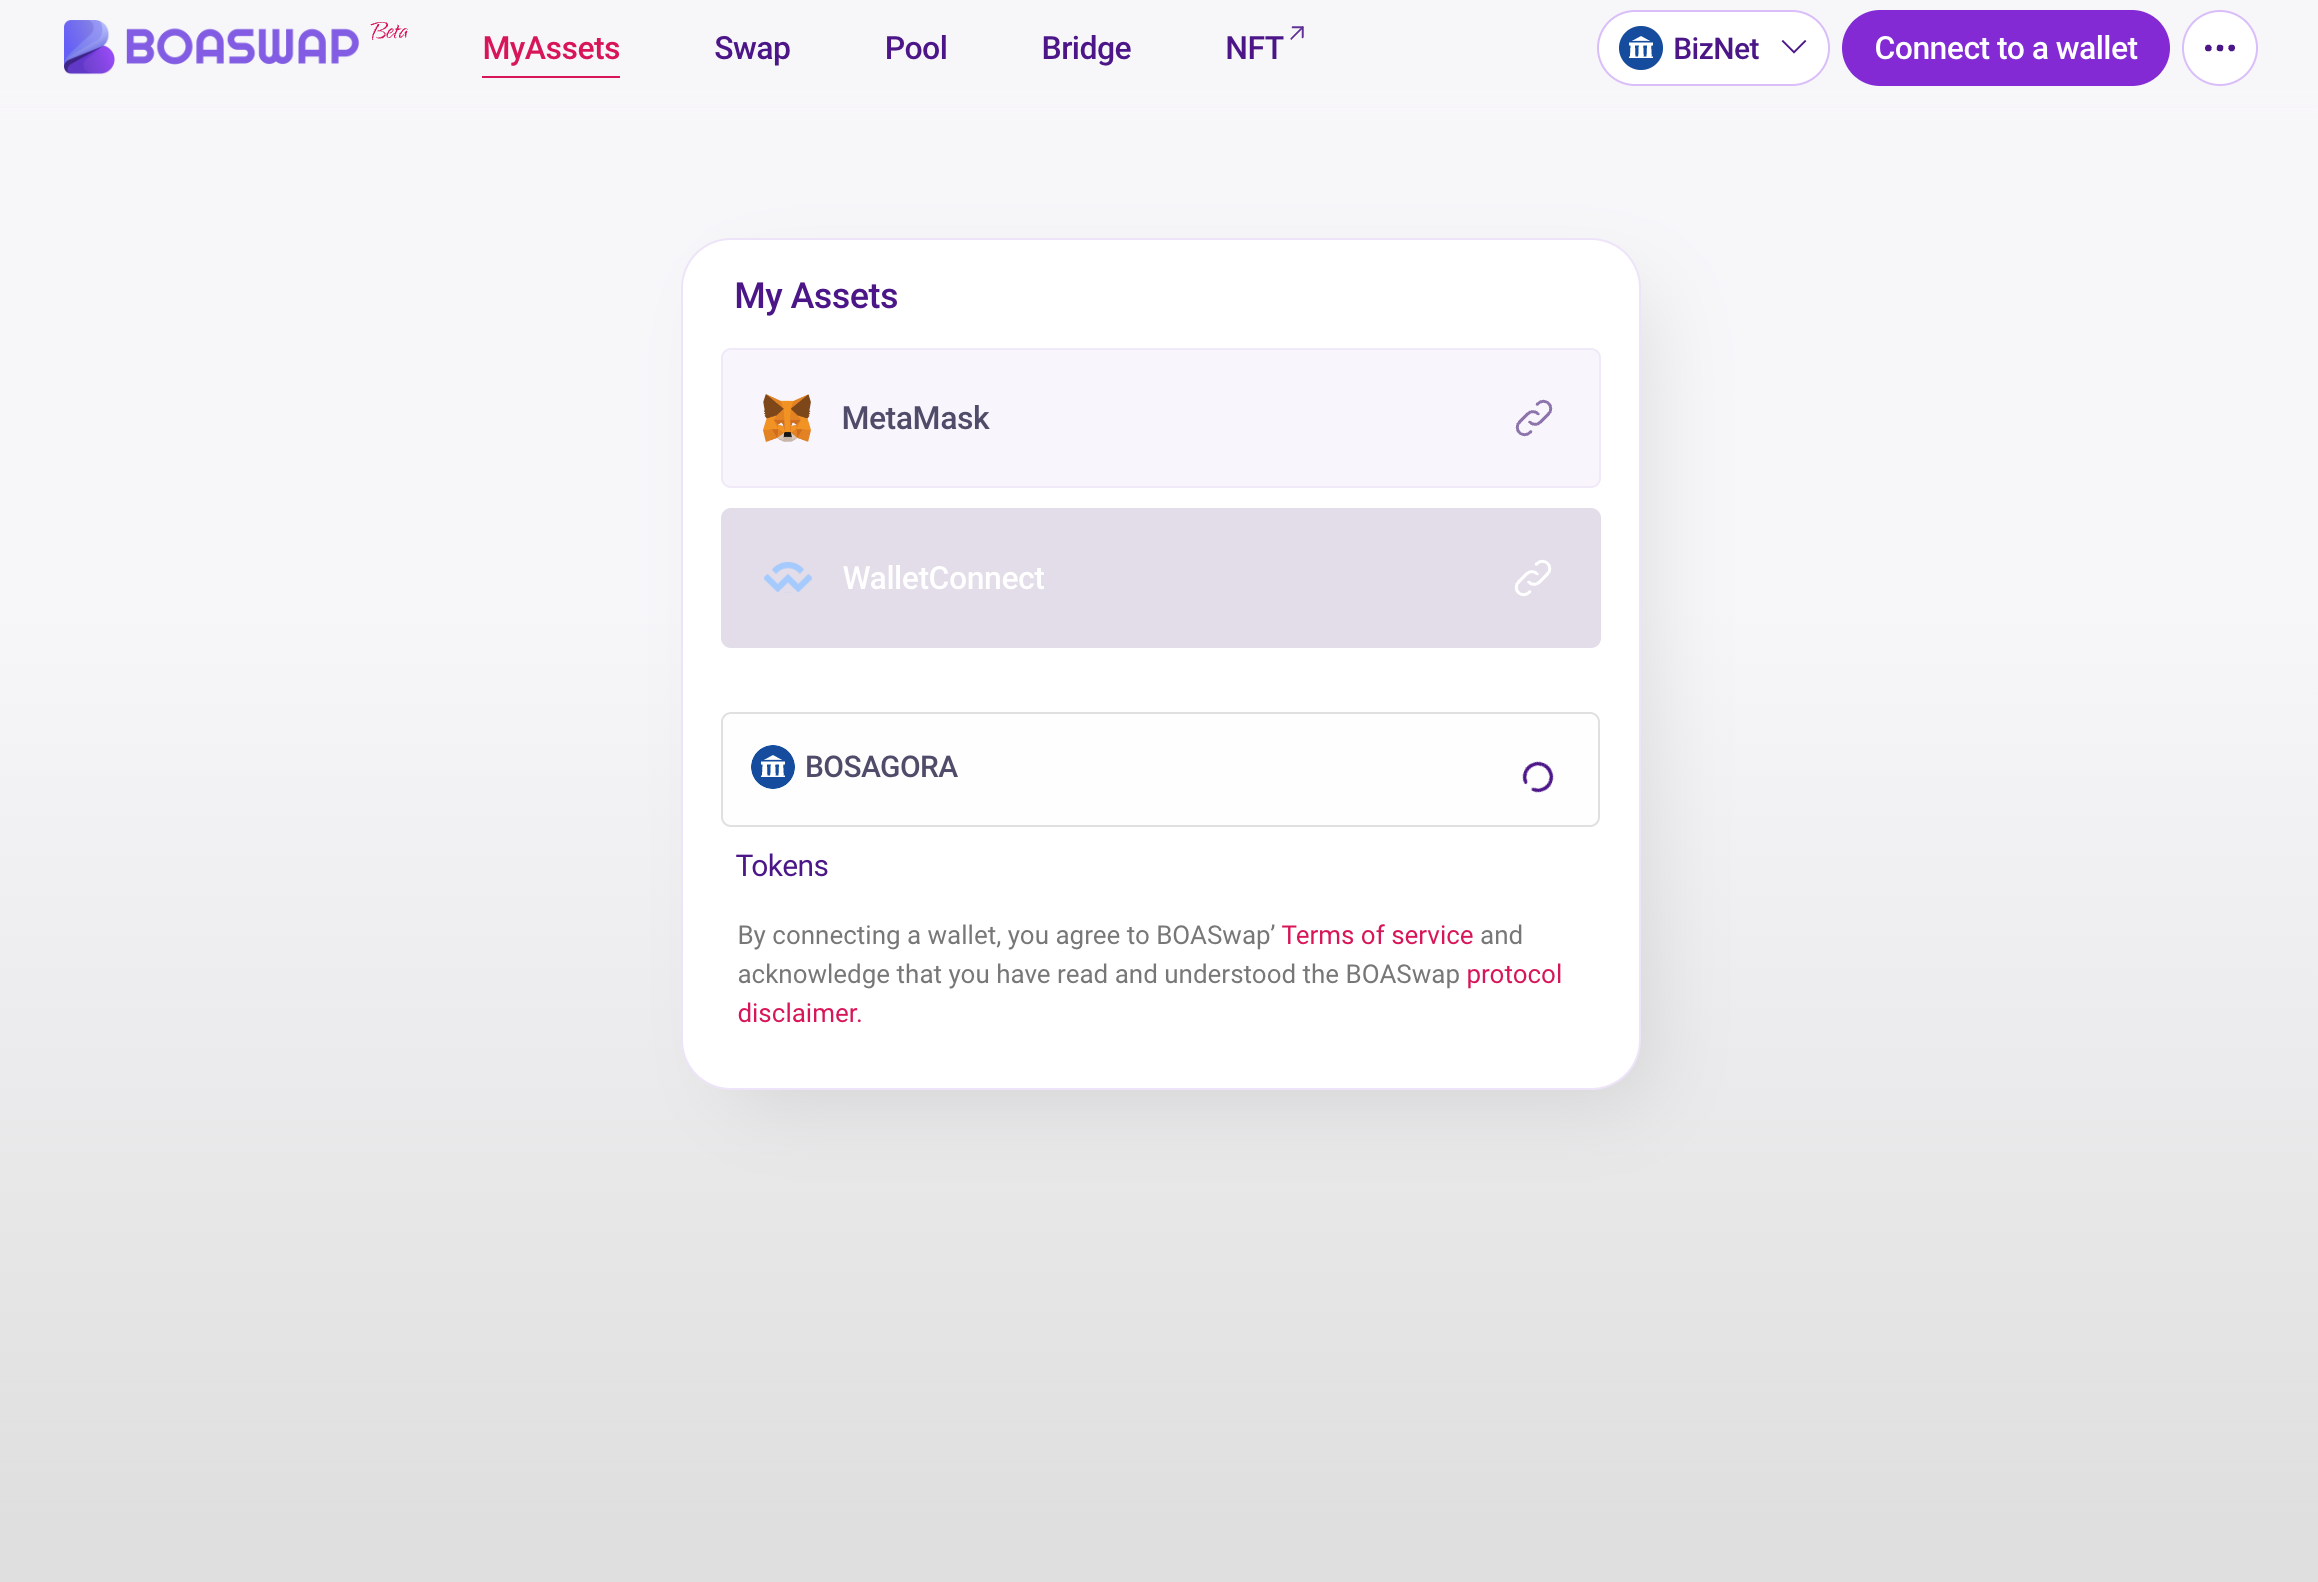 BOASWAP Beta
MyAssets Swap Pool Bridge NFT
BizNet
Connect to a wallet
My Assets
MetaMask
WalletConnect
BOSAGORA
Tokens
By connecting a wallet, you agree to BOASwap’ Terms of service and
acknowledge that you have read and understood the BOASwap protocol
disclaimer.